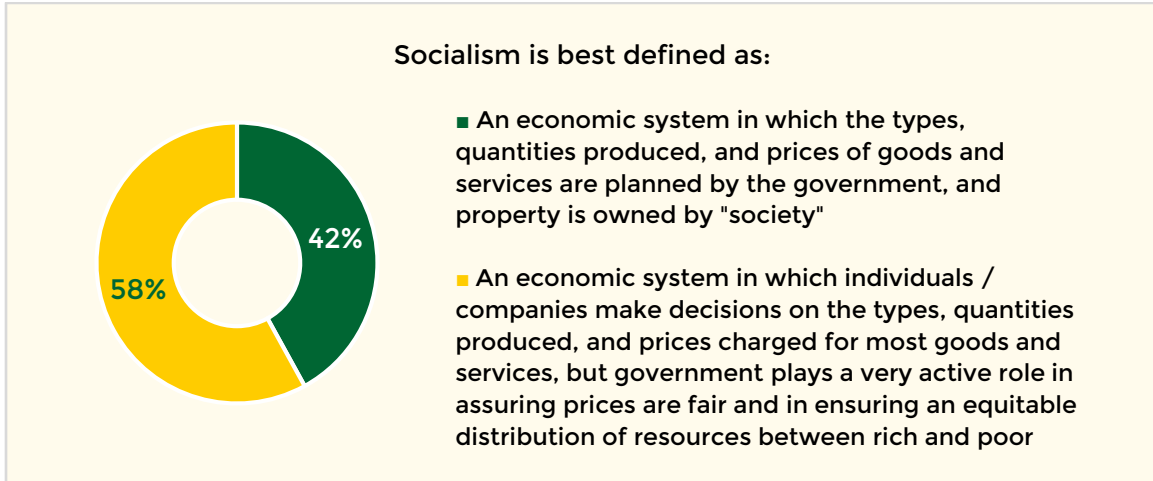 Socialism is best defined as:
■ An economic system in which the types,
quantities produced, and prices of goods and
services are planned by the government, and
property is owned by "society"
42%
58%
■ An economic system in which individuals /
companies make decisions on the types, quantities
produced, and prices charged for most goods and
services, but government plays a very active role in
assuring prices are fair and in ensuring an equitable
distribution of resources between rich and poor